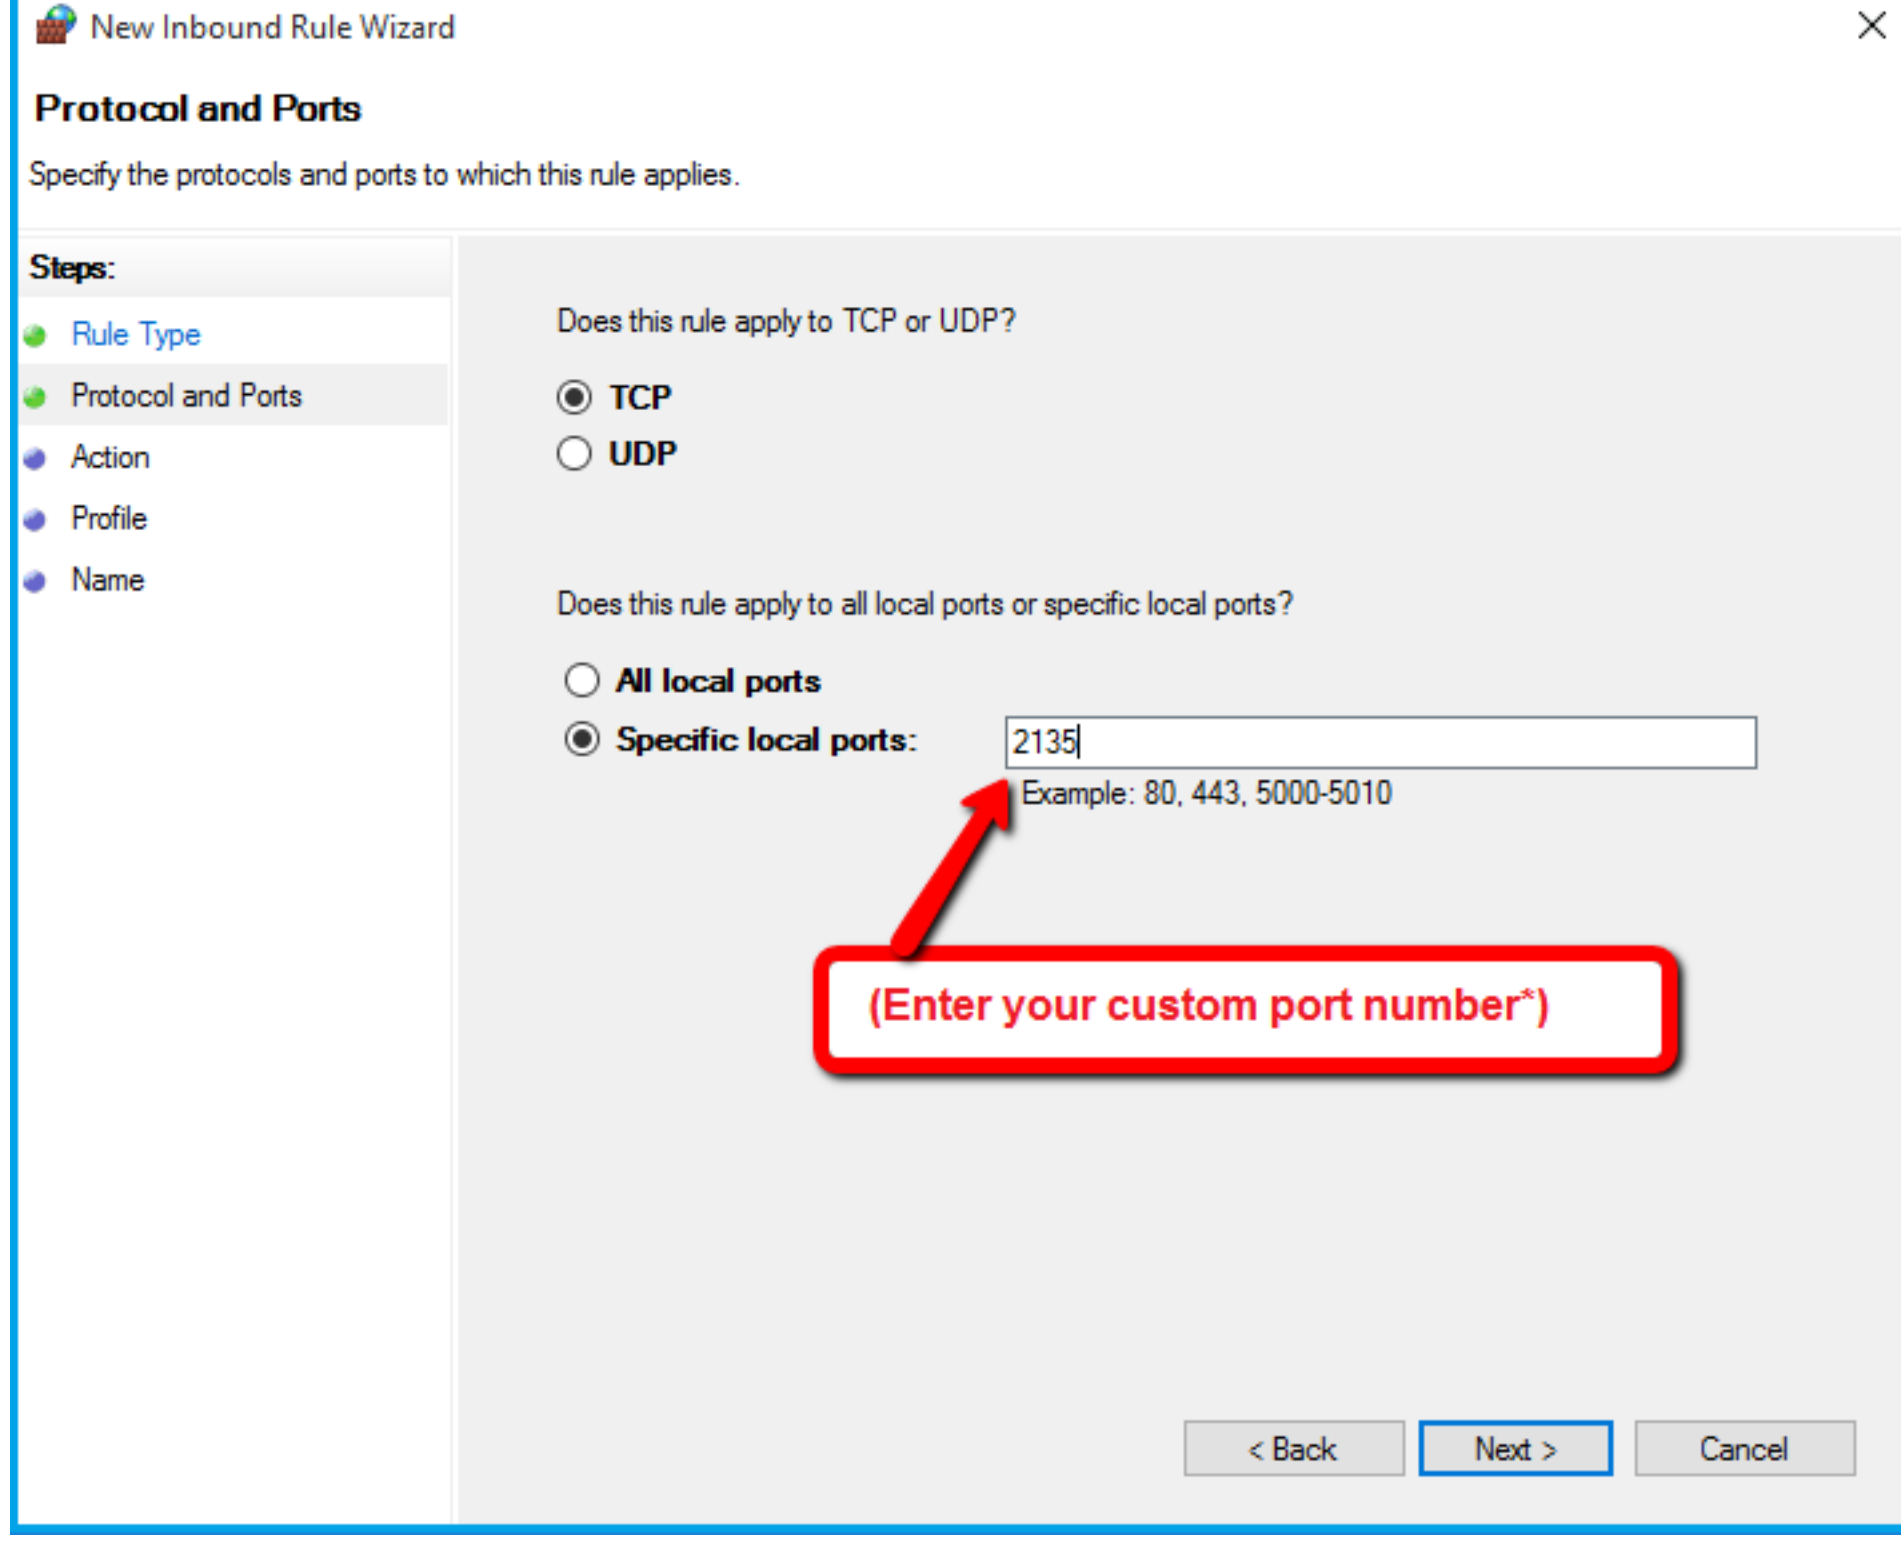 New Inbound Rule Wizard
Protocol and Ports
Specify the protocols and ports to which this rule applies.
Steps:
Rule Type
Protocol and Ports
Action
Profile
Name
Does this rule apply to TCP or UDP?
TCP
UDP
Does this rule apply to all local ports or specific local ports?
All local ports
Specific local ports: 2135
Example: 80, 443, 5000-5010
(Enter your custom port number*)
< Back Next > Cancel